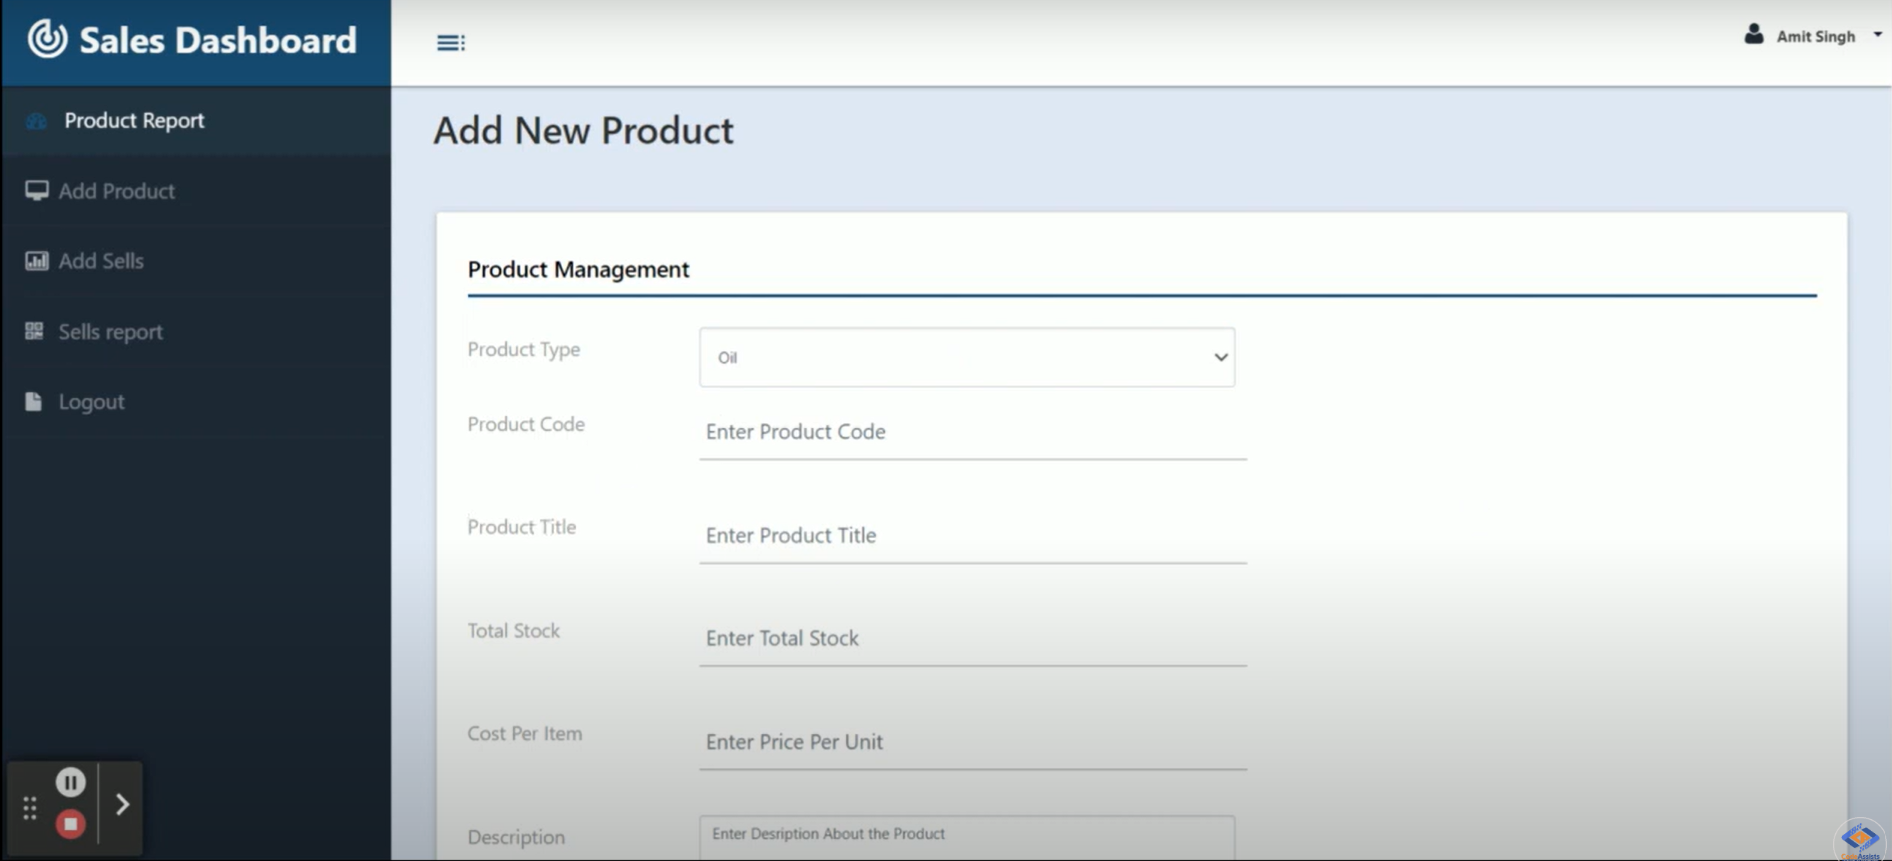 Sales Dashboard
Amit Singh
Product Report
Add Product
Add Sells
Sells report
Logout
Add New Product
Product Management
Product Type
Oil
Product Code
Enter Product Code
Product Title
Enter Product Title
Total Stock
Enter Total Stock
Cost Per Item
Enter Price Per Unit
Description
Enter Desription About the Product